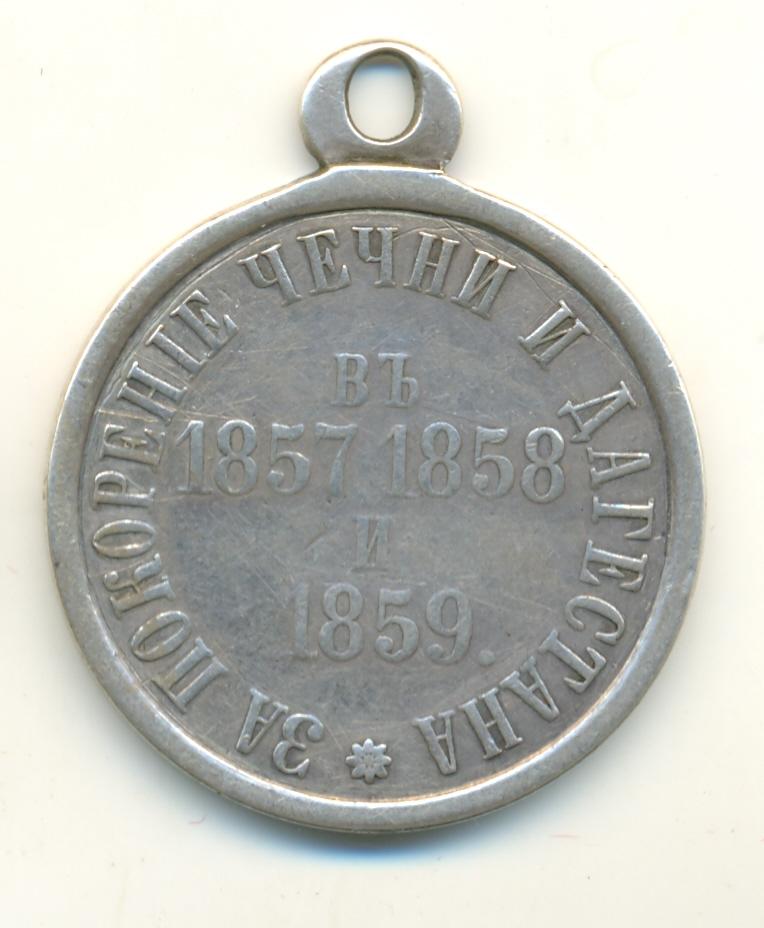 ЗА ПОКОРЕНІЕ ЧЕЧНИ И ДАГЕСТАНА
ВЪ
1857 1858
И
1859.